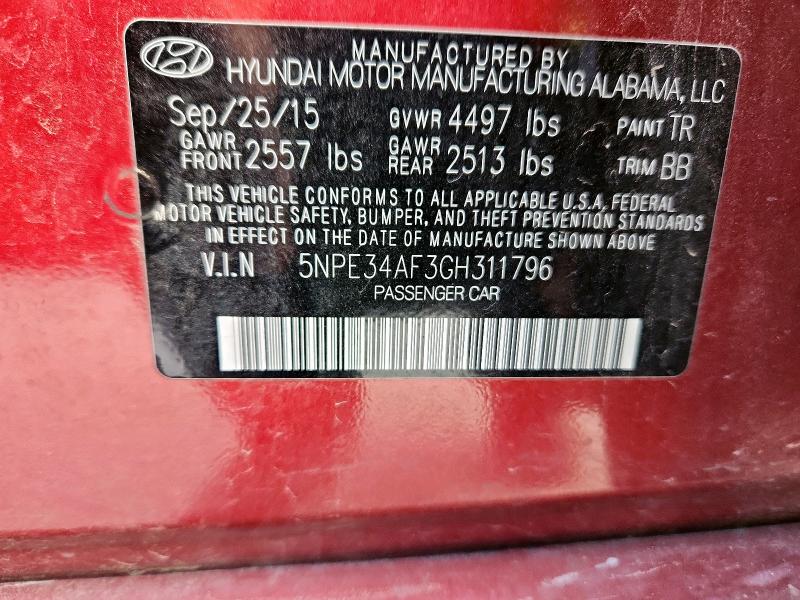 MANUFACTURED BY
HYUNDAI MOTOR MANUFACTURING ALABAMA, LLC
Sep/25/15 GVWR 4497 lbs PAINT TR
GAWR FRONT 2557 lbs GAWR REAR 2513 lbs TRIM BB
THIS VEHICLE CONFORMS TO ALL APPLICABLE U.S.A. FEDERAL
MOTOR VEHICLE SAFETY, BUMPER, AND THEFT PREVENTION STANDARDS
IN EFFECT ON THE DATE OF MANUFACTURE SHOWN ABOVE
V.I.N 5NPE34AF3GH311796
PASSENGER CAR